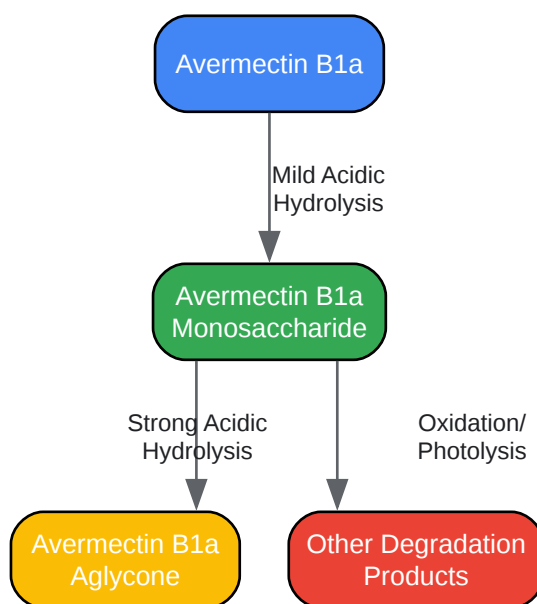 Avermectin B1a
Mild Acidic
Hydrolysis
Avermectin B1a
Monosaccharide
Strong Acidic
Hydrolysis
Oxidation/
Photolysis
Avermectin B1a
Aglycone
Other Degradation
Products